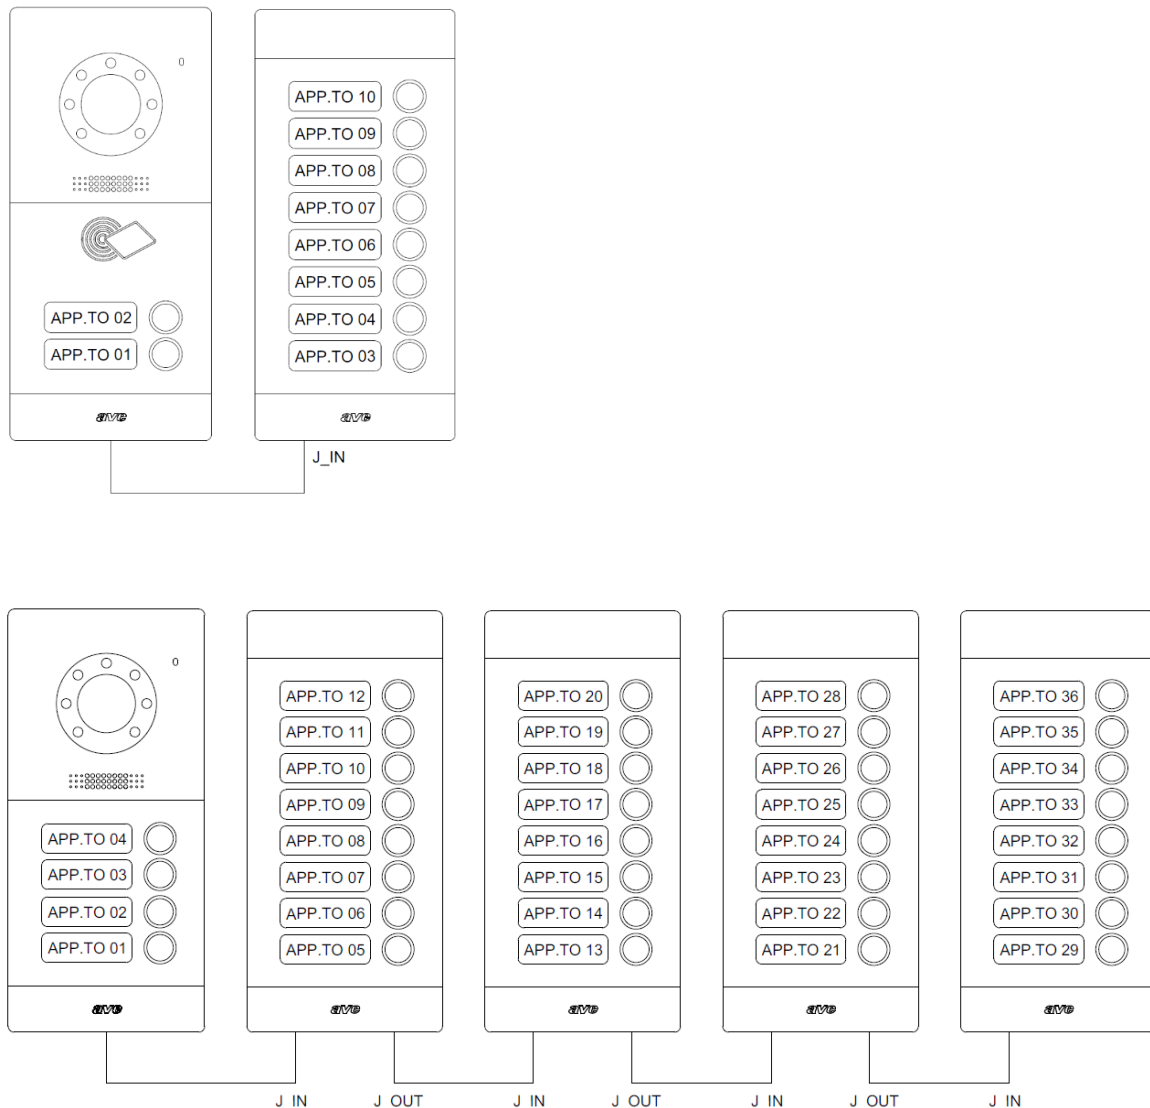 APP.TO 02
APP.TO 01
ave
APP.TO 10
APP.TO 09
APP.TO 08
APP.TO 07
APP.TO 06
APP.TO 05
APP.TO 04
APP.TO 03
ave
J_IN
APP.TO 04
APP.TO 03
APP.TO 02
APP.TO 01
ave
APP.TO 12
APP.TO 11
APP.TO 10
APP.TO 09
APP.TO 08
APP.TO 07
APP.TO 06
APP.TO 05
ave
APP.TO 20
APP.TO 19
APP.TO 18
APP.TO 17
APP.TO 16
APP.TO 15
APP.TO 14
APP.TO 13
ave
APP.TO 28
APP.TO 27
APP.TO 26
APP.TO 25
APP.TO 24
APP.TO 23
APP.TO 22
APP.TO 21
ave
APP.TO 36
APP.TO 35
APP.TO 34
APP.TO 33
APP.TO 32
APP.TO 31
APP.TO 30
APP.TO 29
ave
J IN
J OUT
J IN
J OUT
J IN
J OUT
J IN